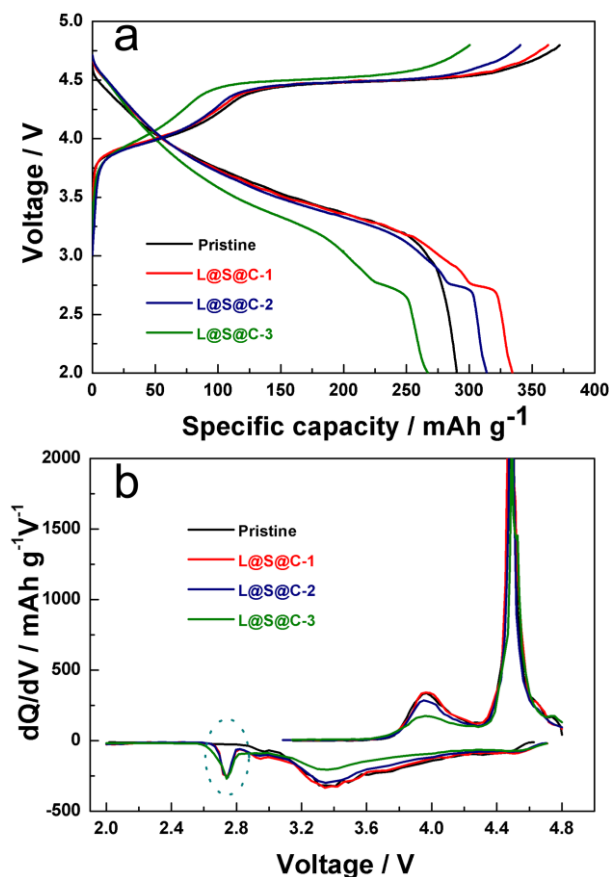 a
5.0
4.5
4.0
3.5
3.0
2.5
2.0
Voltage / V
Pristine
L@S@C-1
L@S@C-2
L@S@C-3
0 50 100 150 200 250 300 350 400
Specific capacity / mAh g⁻¹
b
2000
1500
1000
500
0
-500
dQ/dV / mAh g⁻¹V⁻¹
Pristine
L@S@C-1
L@S@C-2
L@S@C-3
2.0 2.4 2.8 3.2 3.6 4.0 4.4 4.8
Voltage / V